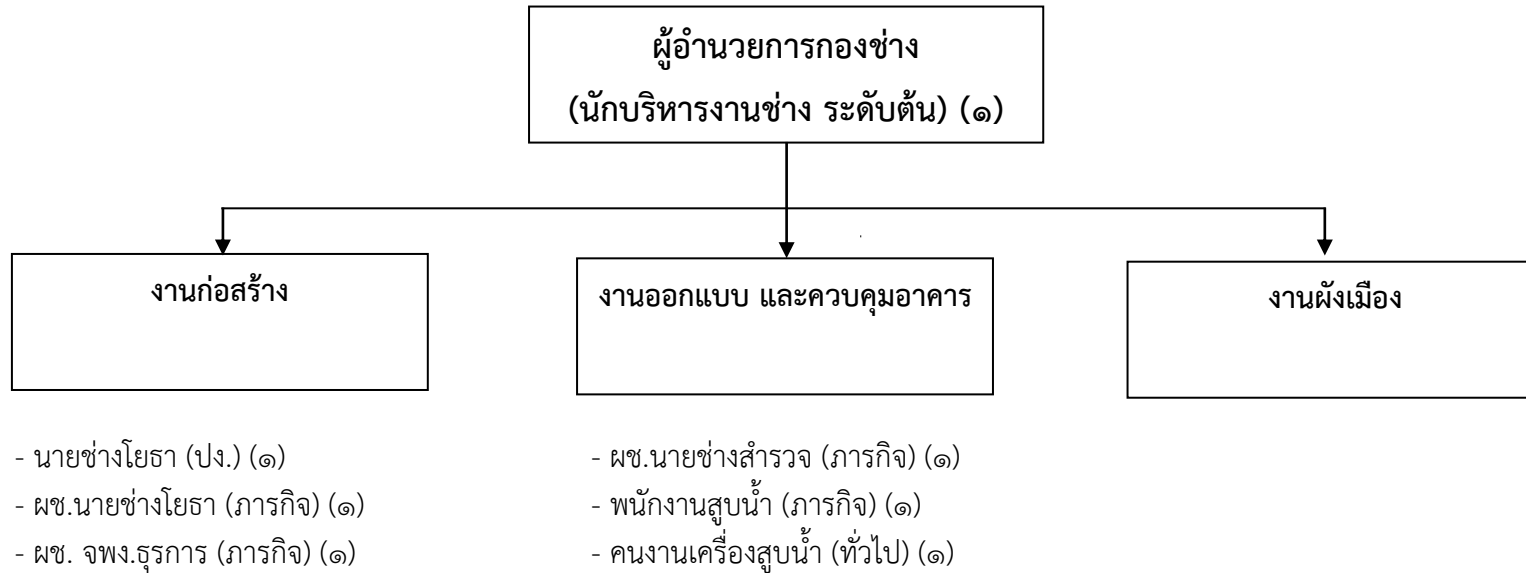 ผู้อำนวยการกองช่าง
(นักบริหารงานช่าง ระดับต้น) (๑)
งานก่อสร้าง
งานออกแบบ และควบคุมอาคาร
งานผังเมือง
- นายช่างโยธา (ปง.) (๑)
- ผช.นายช่างโยธา (ภารกิจ) (๑)
- ผช. จพง.ธุรการ (ภารกิจ) (๑)
- ผช.นายช่างสำรวจ (ภารกิจ) (๑)
- พนักงานสูบน้ำ (ภารกิจ) (๑)
- คนงานเครื่องสูบน้ำ (ทั่วไป) (๑)